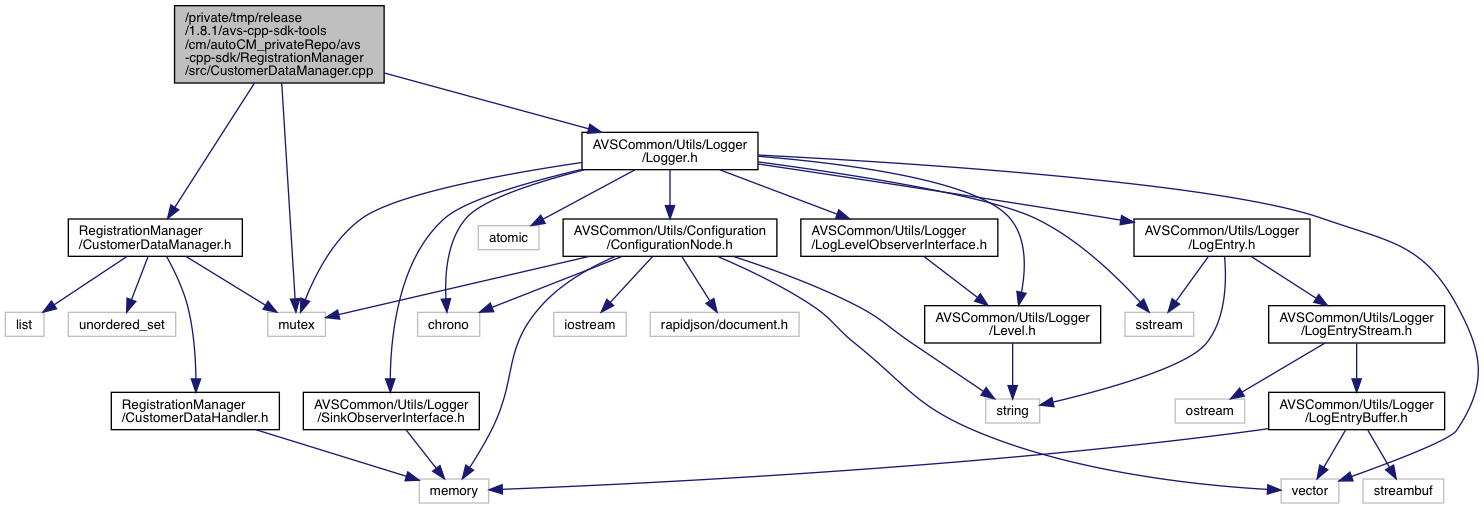 /private/tmp/release
/1.8.1/avs-cpp-sdk-tools
/cm/autoCM_privateRepo/avs
-cpp-sdk/RegistrationManager
/src/CustomerDataManager.cpp
AVSCommon/Utils/Logger
/Logger.h
RegistrationManager
/CustomerDataManager.h
atomic
AVSCommon/Utils/Configuration
/ConfigurationNode.h
AVSCommon/Utils/Logger
/LogLevelObserverInterface.h
AVSCommon/Utils/Logger
/LogEntry.h
list
unordered_set
mutex
chrono
iostream
rapidjson/document.h
AVSCommon/Utils/Logger
/Level.h
sstream
AVSCommon/Utils/Logger
/LogEntryStream.h
RegistrationManager
/CustomerDataHandler.h
AVSCommon/Utils/Logger
/SinkObserverInterface.h
string
ostream
AVSCommon/Utils/Logger
/LogEntryBuffer.h
memory
vector
streambuf